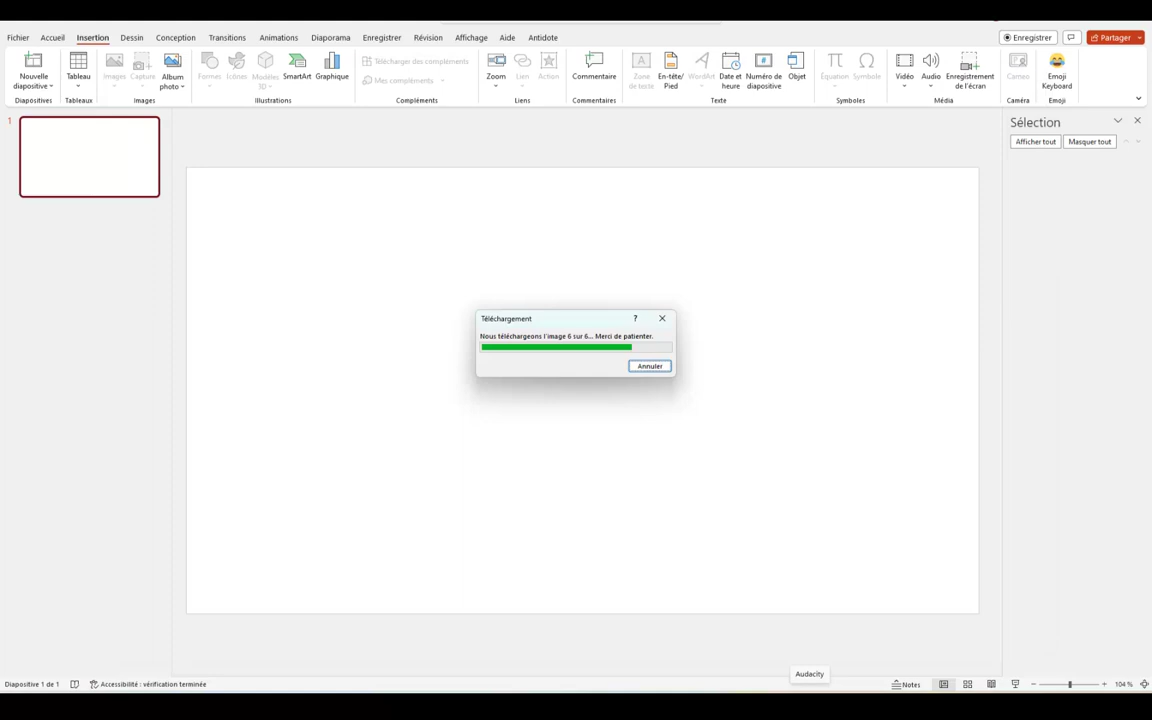 Fichier Accueil Insertion Dessin Conception Transitions Animations Diaporama Enregistrer Révision Affichage Aide Antidote Enregistrer Partager
Nouvelle diapositive
Tableau
Images
Capture
Album photo
Formes
Icônes
Modèles 3D
SmartArt
Graphique
Télécharger des compléments
Mes compléments
Zoom
Lien
Action
Commentaire
Zone de texte
En-tête/ Pied
WordArt
Date et heure
Numéro de diapositive
Objet
Équation
Symbole
Vidéo
Audio
Enregistrement de l'écran
Cameo
Emoji Keyboard
Diapositives Tableaux Images Illustrations Compléments Liens Commentaires Texte Symboles Média Caméra Emoji
1
Sélection
Afficher tout Masquer tout
Téléchargement ?
Nous téléchargeons l'image 6 sur 6... Merci de patienter.
Annuler
Audacity
Diapositive 1 de 1 Accessibilité : vérification terminée Notes 104 %